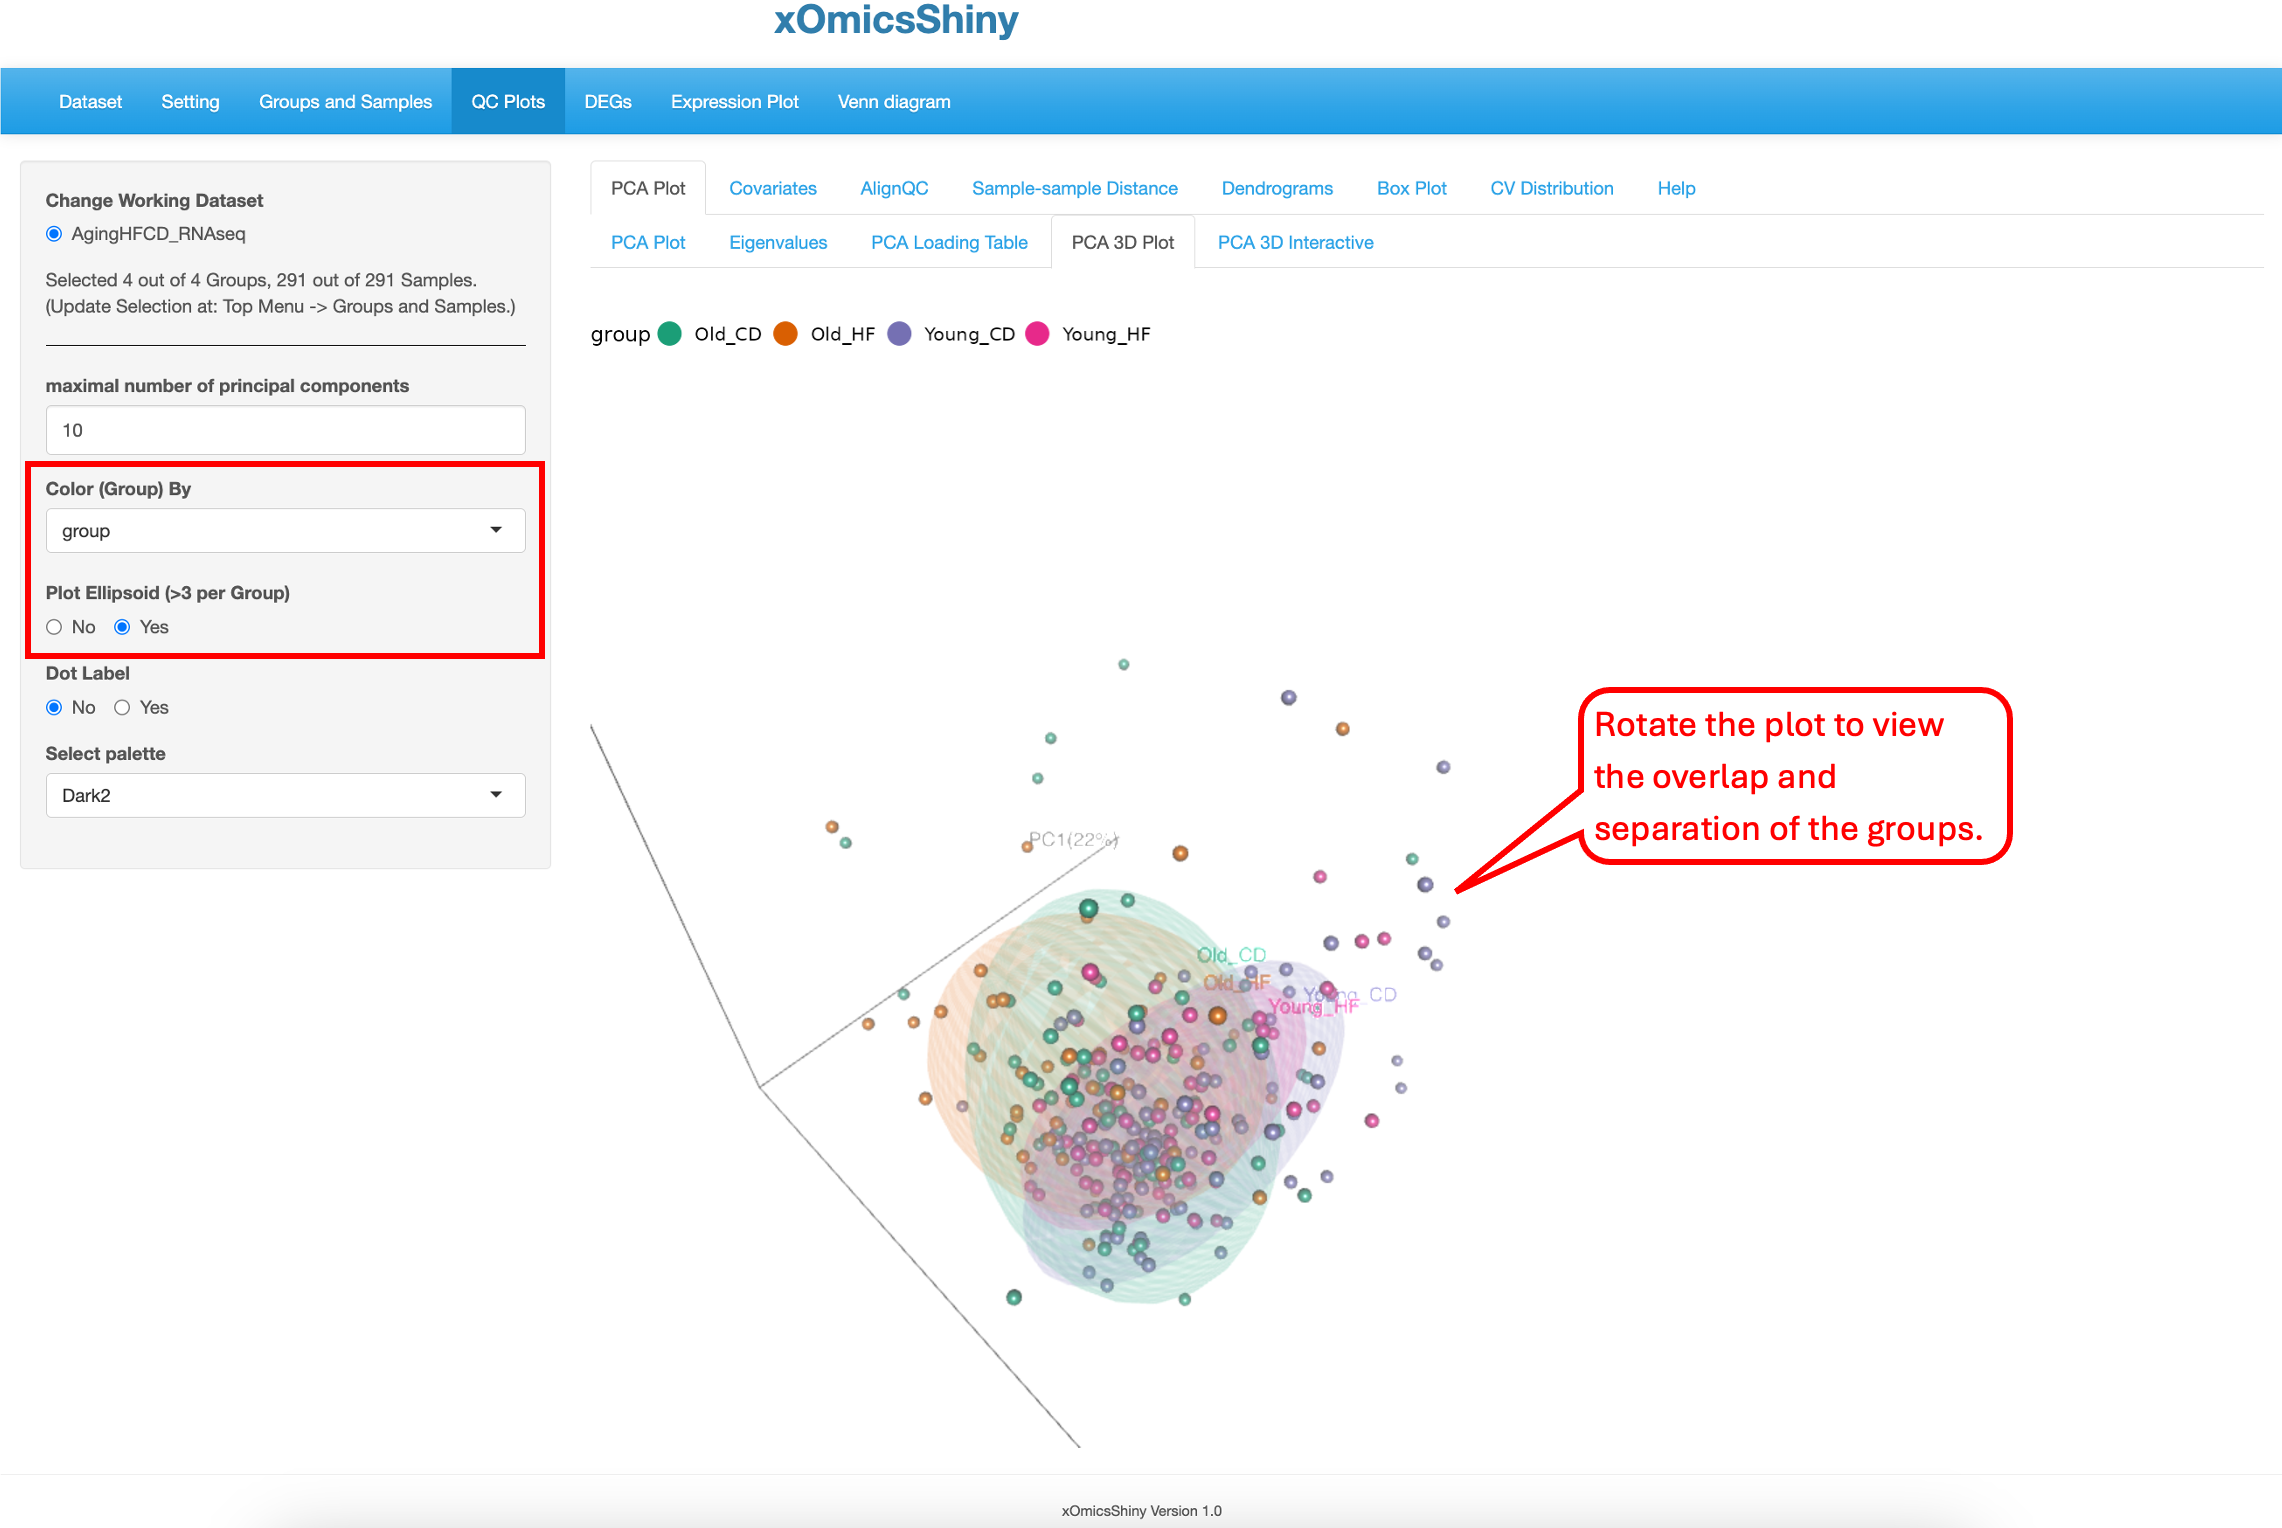 xOmicsShiny
Dataset Setting Groups and Samples QC Plots DEGs Expression Plot Venn diagram
Change Working Dataset
AgingHFCD_RNAseq
Selected 4 out of 4 Groups, 291 out of 291 Samples.
(Update Selection at: Top Menu -> Groups and Samples.)
maximal number of principal components
10
Color (Group) By
group
Plot Ellipsoid (>3 per Group)
No Yes
Dot Label
No Yes
Select palette
Dark2
PCA Plot Covariates AlignQC Sample-sample Distance Dendrograms Box Plot CV Distribution Help
PCA Plot Eigenvalues PCA Loading Table PCA 3D Plot PCA 3D Interactive
group Old_CD Old_HF Young_CD Young_HF
Rotate the plot to view
the overlap and
separation of the groups.
PC1(22%)
Old_CD
Old_HF
Young_CD
Young_HF
xOmicsShiny Version 1.0